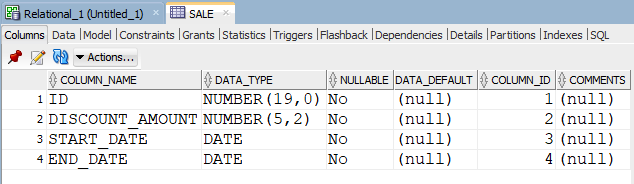 Relational_1 (Untitled_1) SALE
Columns Data Model Constraints Grants Statistics Triggers Flashback Dependencies Details Partitions Indexes SQL
Actions...
COLUMN_NAME DATA_TYPE NULLABLE DATA_DEFAULT COLUMN_ID COMMENTS
1 ID NUMBER(19,0) No (null) 1 (null)
2 DISCOUNT_AMOUNT NUMBER(5,2) No (null) 2 (null)
3 START_DATE DATE No (null) 3 (null)
4 END_DATE DATE No (null) 4 (null)